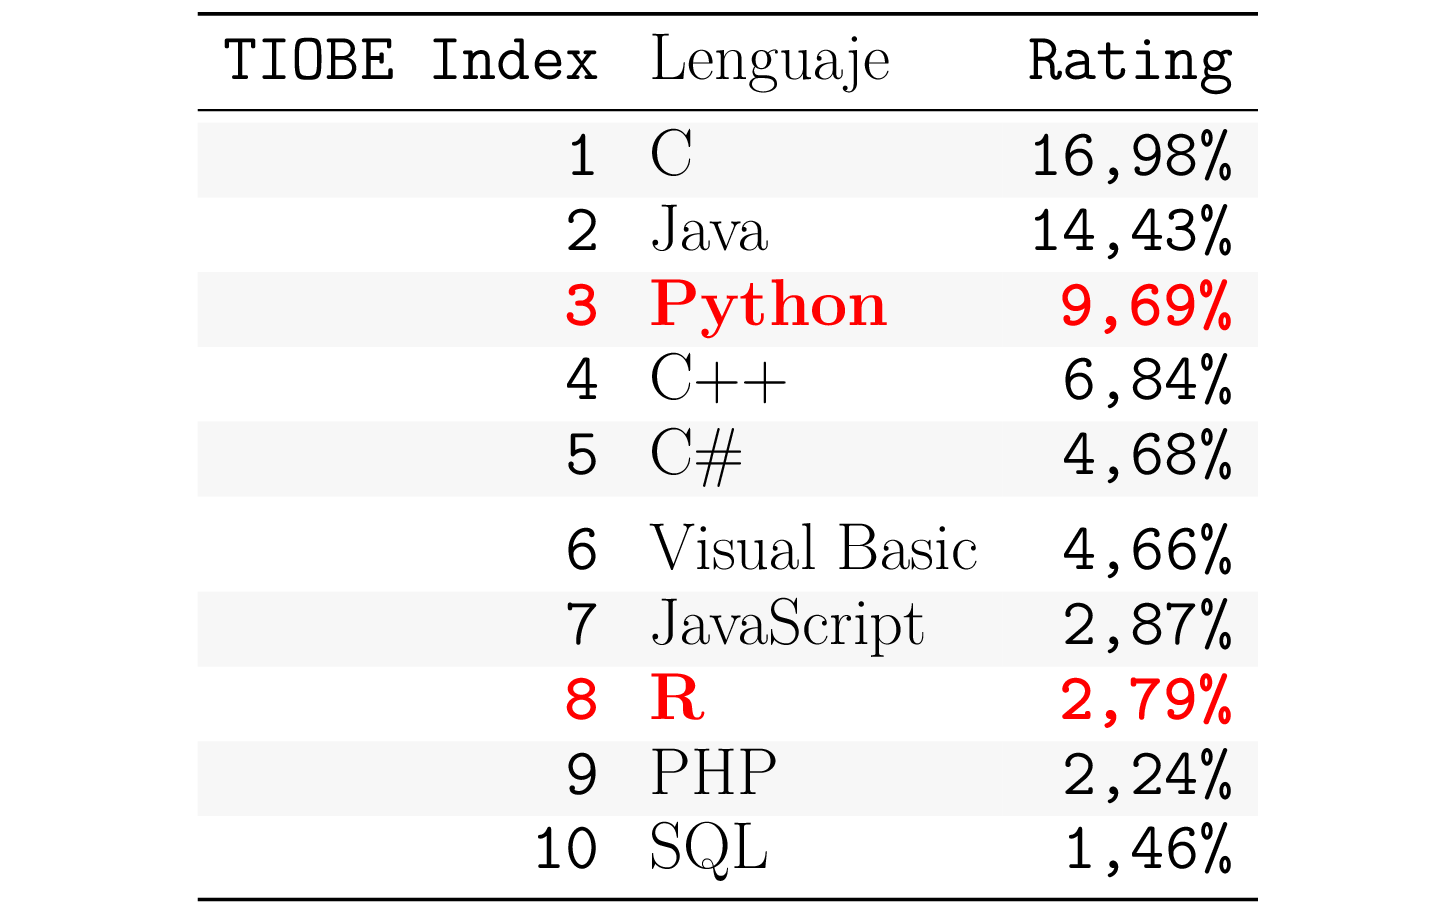 TIOBE Index Lenguaje Rating
1 C 16,98%
2 Java 14,43%
3 Python 9,69%
4 C++ 6,84%
5 C# 4,68%
6 Visual Basic 4,66%
7 JavaScript 2,87%
8 R 2,79%
9 PHP 2,24%
10 SQL 1,46%